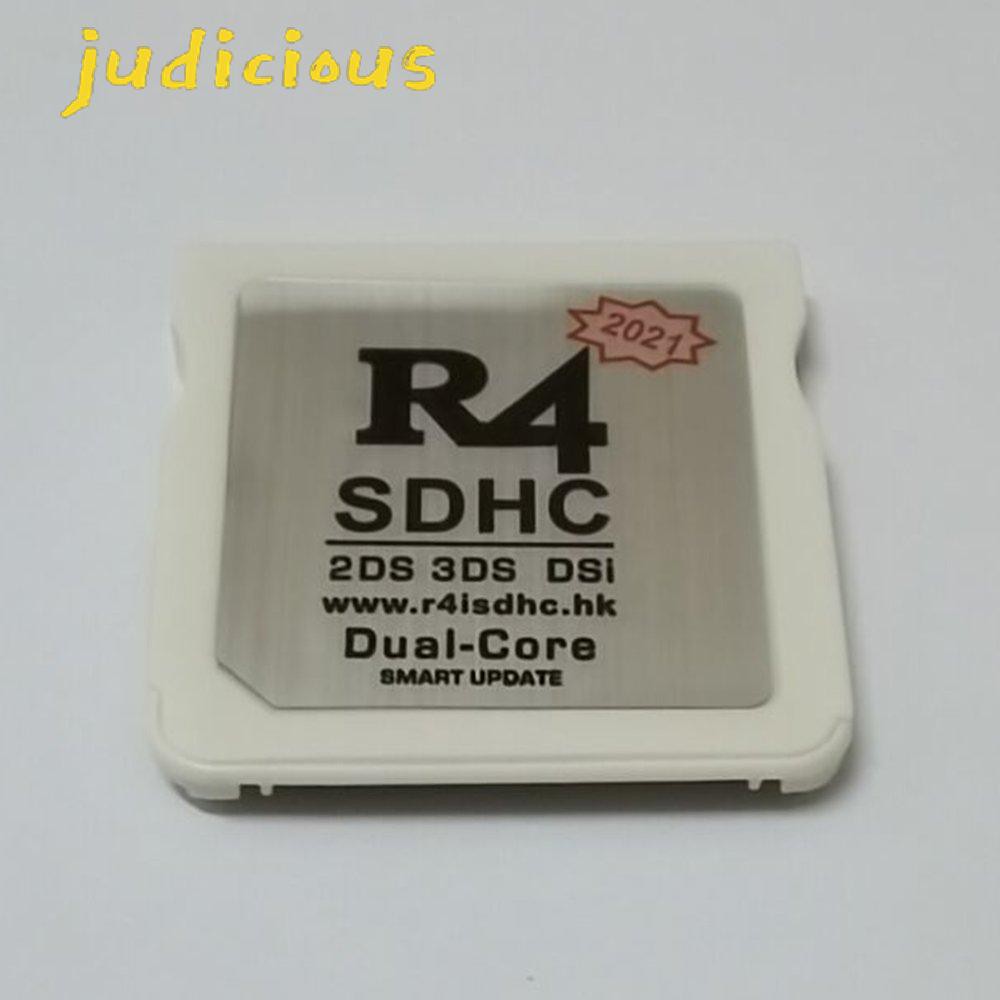 judicious
2021
R4
SDHC
2DS 3DS DSi
www.r4isdhc.hk
Dual-Core
SMART UPDATE